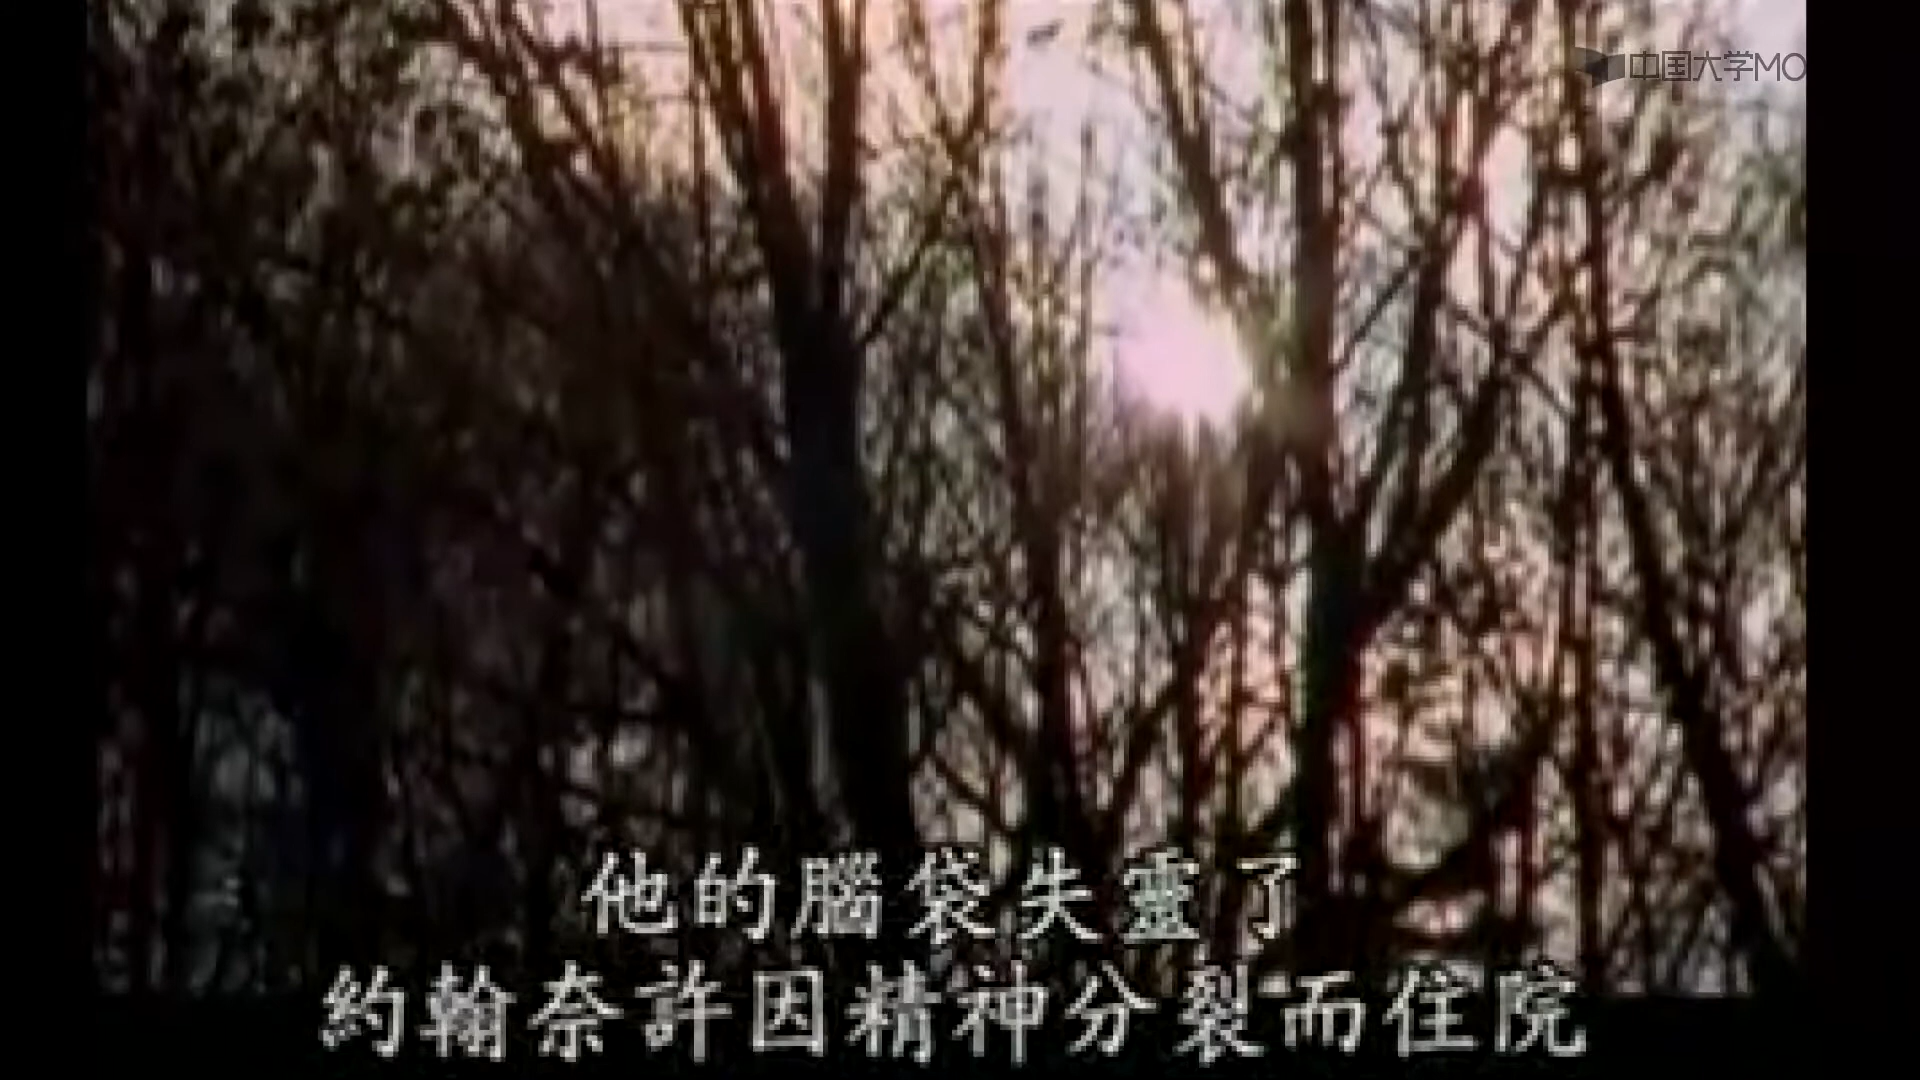 中国大学MO
他的腦袋失靈了
約翰奈許因精神分裂而住院